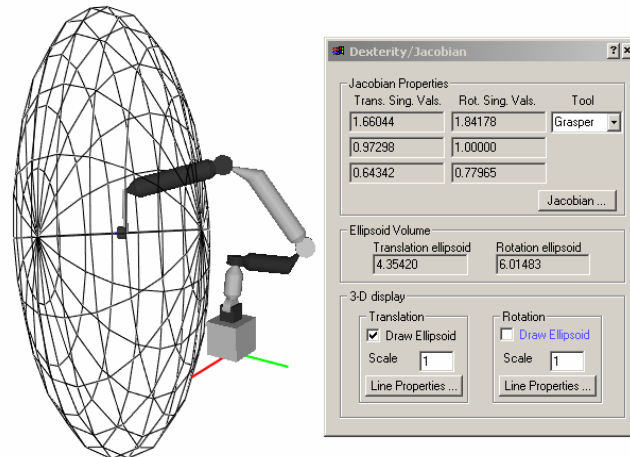 Dexterity/Jacobian
Jacobian Properties
Trans. Sing. Vals. Rot. Sing. Vals. Tool
1.66044 1.84178 Grasper
0.97298 1.00000
0.64342 0.77965
Jacobian ...
Ellipsoid Volume
Translation ellipsoid Rotation ellipsoid
4.35420 6.01483
3-D display
Translation Rotation
Draw Ellipsoid Draw Ellipsoid
Scale 1 Scale 1
Line Properties ... Line Properties ...